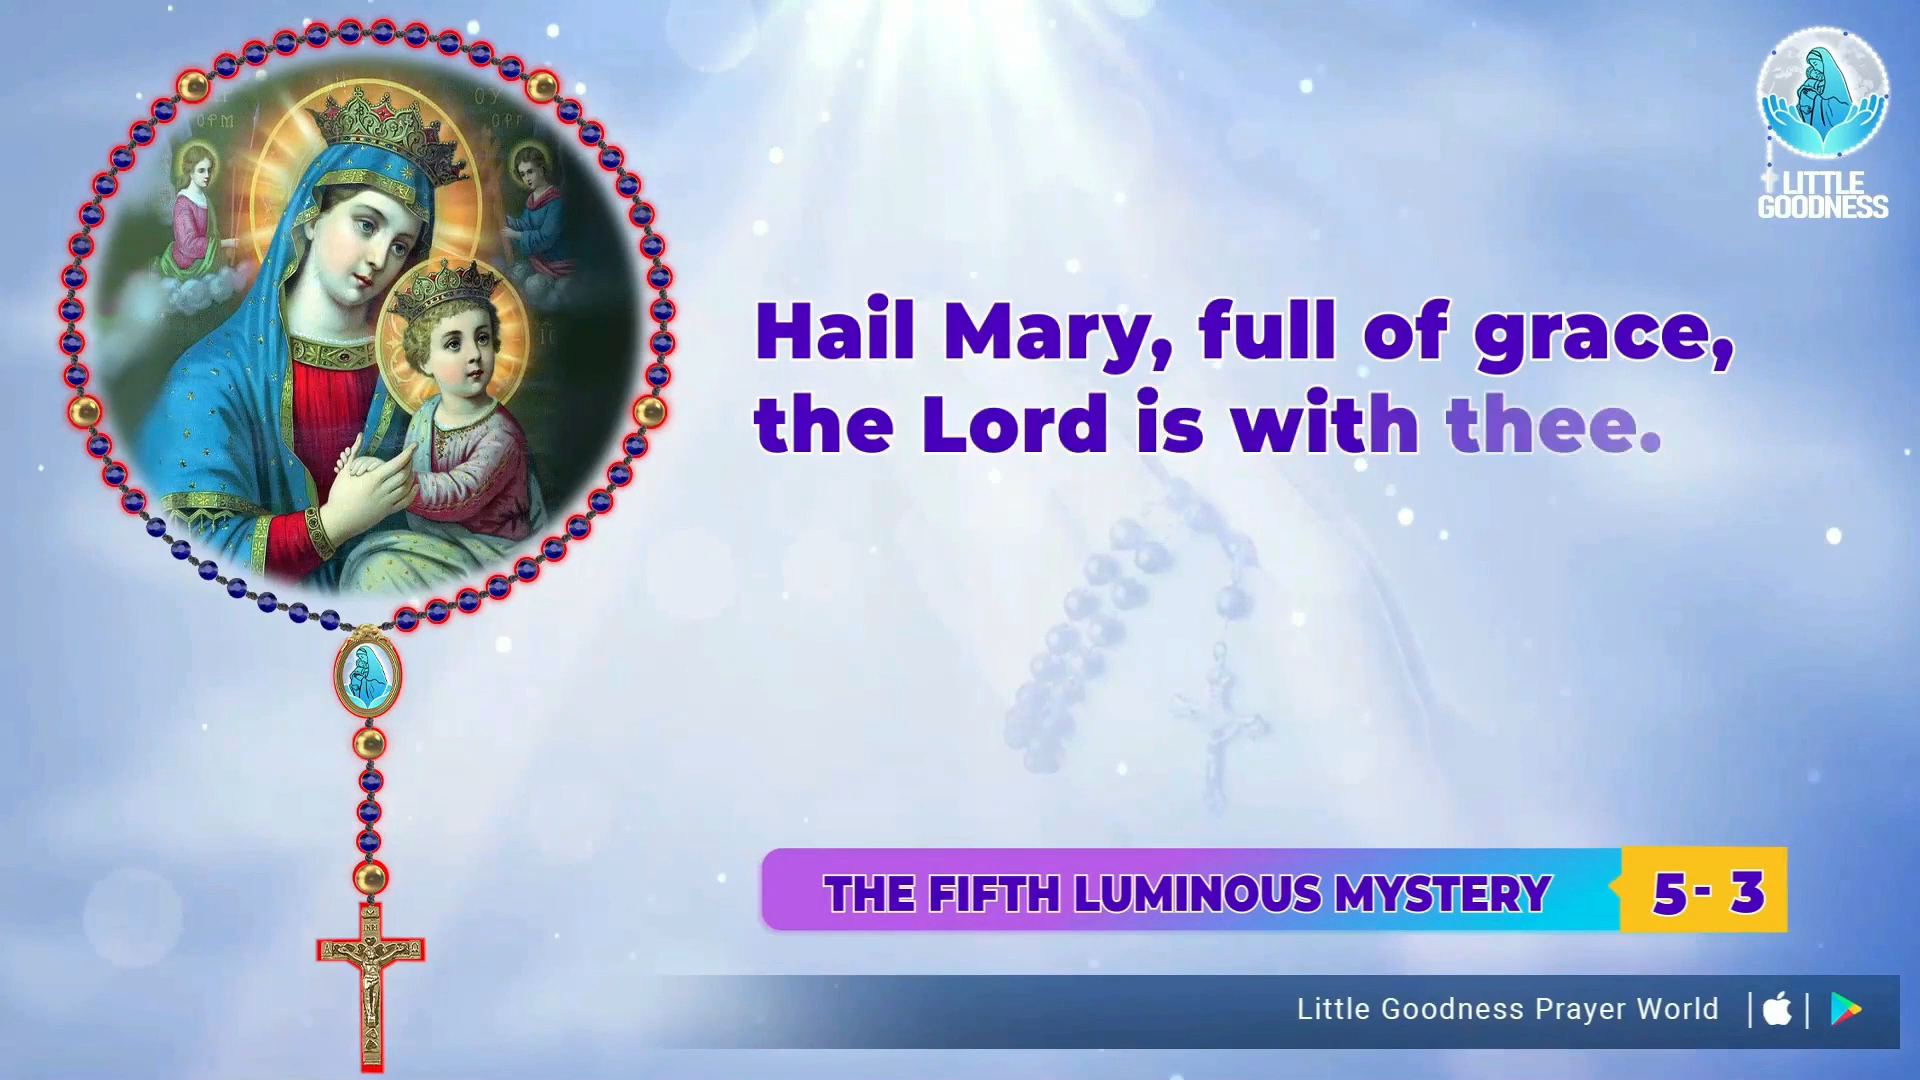 LITTLE
GOODNESS
Hail Mary, full of grace,
the Lord is with thee.
THE FIFTH LUMINOUS MYSTERY
5- 3
Little Goodness Prayer World
INRI